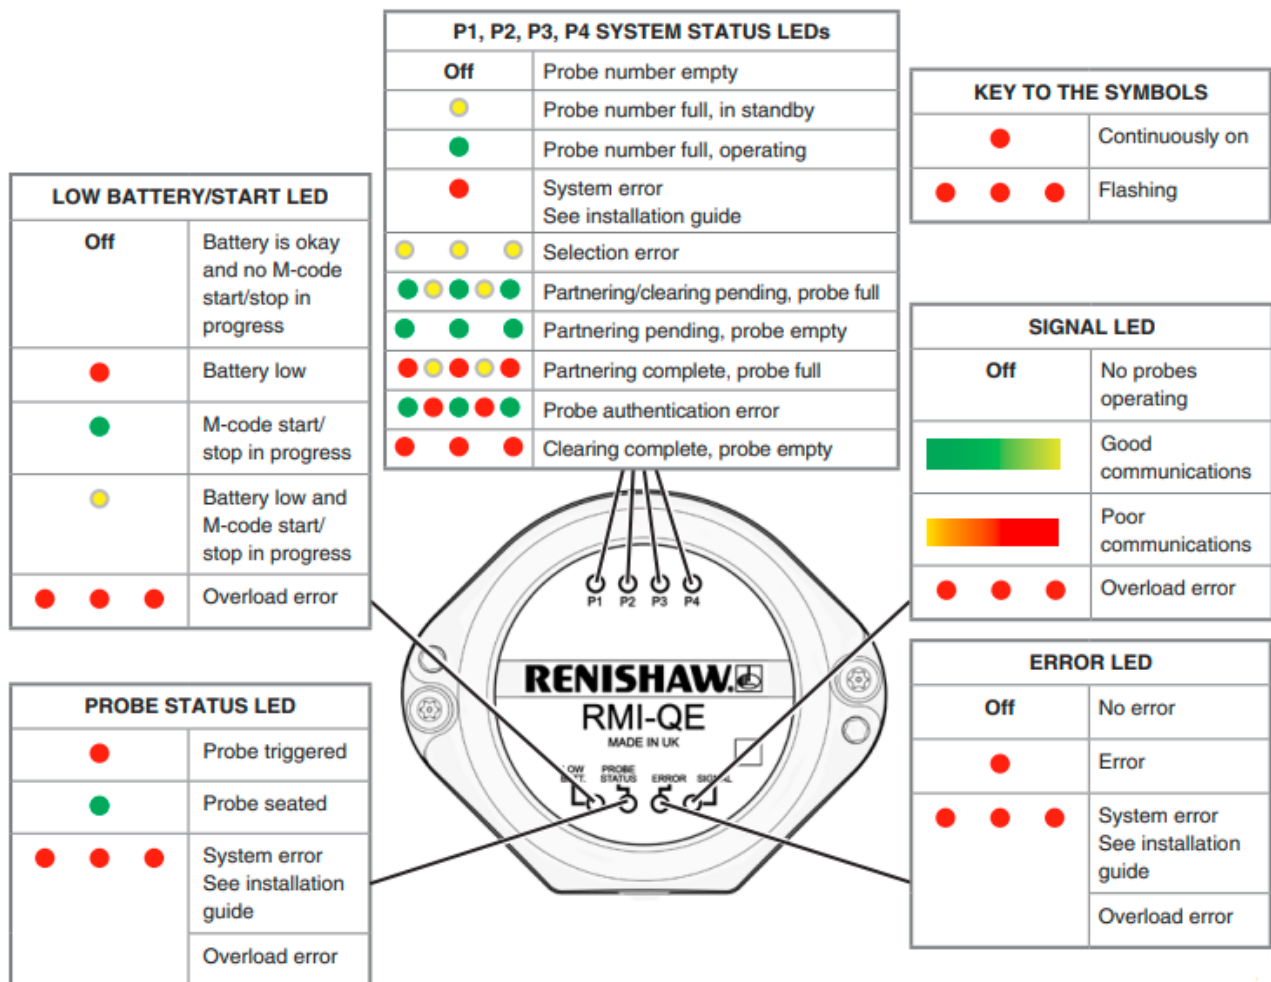 P1, P2, P3, P4 SYSTEM STATUS LEDs
Off
Probe number empty
Probe number full, in standby
Probe number full, operating
System error
See installation guide
Selection error
Partnering/clearing pending, probe full
Partnering pending, probe empty
Partnering complete, probe full
Probe authentication error
Clearing complete, probe empty
KEY TO THE SYMBOLS
Continuously on
Flashing
LOW BATTERY/START LED
Off
Battery is okay
and no M-code
start/stop in
progress
Battery low
M-code start/
stop in progress
Battery low and
M-code start/
stop in progress
Overload error
SIGNAL LED
Off
No probes
operating
Good
communications
Poor
communications
Overload error
P1 P2 P3 P4
RENISHAW.
RMI-QE
MADE IN UK
PROBE
STATUS
ERROR
PROBE STATUS LED
Probe triggered
Probe seated
System error
See installation
guide
Overload error
ERROR LED
Off
No error
Error
System error
See installation
guide
Overload error